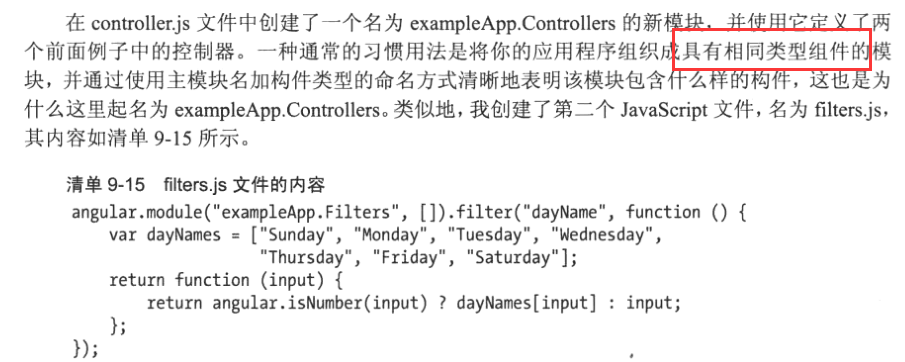 在 controller.js 文件中创建了一个名为 exampleApp.Controllers 的新模块，并使用它定义了两
个前面例子中的控制器。一种通常的习惯用法是将你的应用程序组织成具有相同类型组件的模
块，并通过使用主模块名加构件类型的命名方式清晰地表明该模块包含什么样的构件，这也是为
什么这里起名为 exampleApp.Controllers。类似地，我创建了第二个 JavaScript 文件，名为 filters.js，
其内容如清单 9-15 所示。
清单 9-15 filters.js 文件的内容
angular.module("exampleApp.Filters", []).filter("dayName", function () {
    var dayNames = ["Sunday", "Monday", "Tuesday", "Wednesday",
                    "Thursday", "Friday", "Saturday"];
    return function (input) {
        return angular.isNumber(input) ? dayNames[input] : input;
    };
});